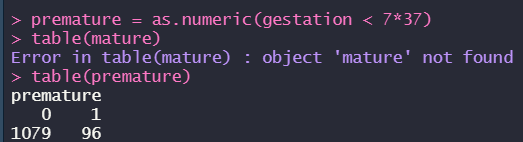 > premature = as.numeric(gestation < 7*37)
> table(mature)
Error in table(mature) : object 'mature' not found
> table(premature)
premature
   0    1
1079   96